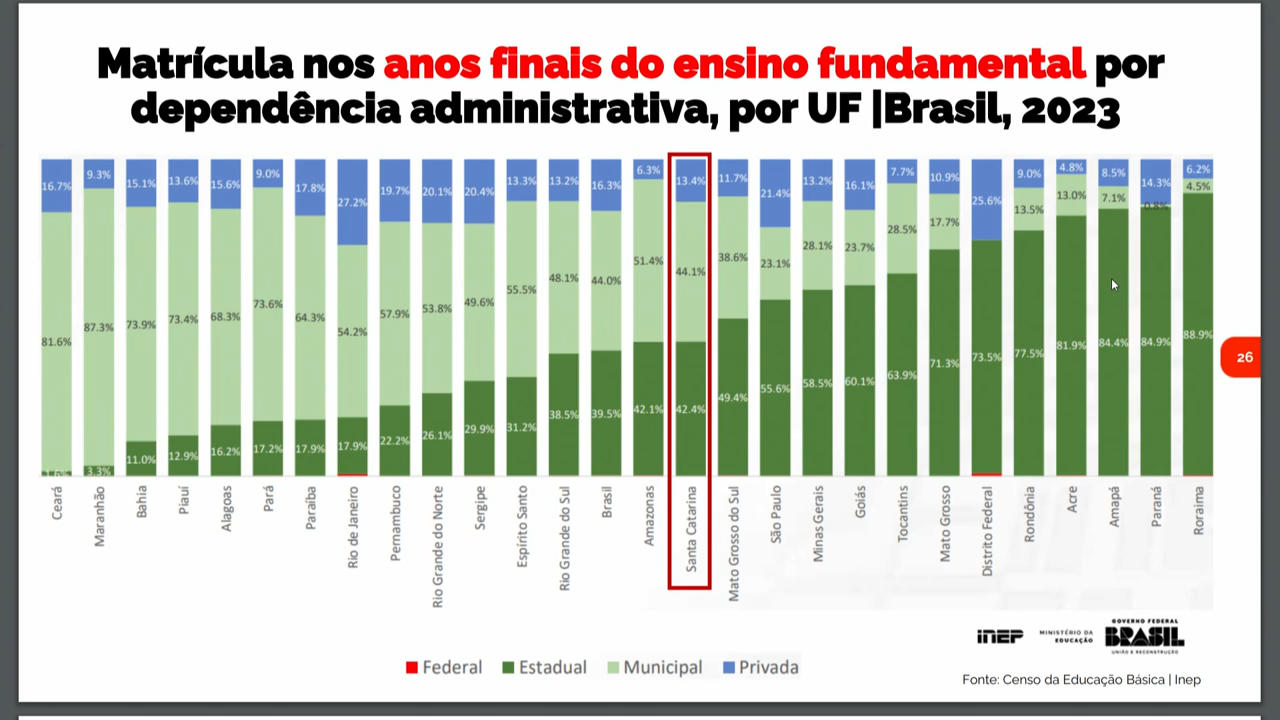 Matrícula nos anos finais do ensino fundamental por
dependência administrativa, por UF |Brasil, 2023
16.7% 9.3% 15.1% 13.6% 15.6% 9.0% 17.8% 27.2% 19.7% 20.1% 20.4% 13.3% 13.2% 16.3% 6.3% 13.4% 11.7% 21.4% 13.2% 16.1% 7.7% 10.9% 25.6% 9.0% 4.8% 8.5% 14.3% 6.2%
81.6% 87.3% 73.9% 73.4% 68.3% 73.6% 64.3% 54.2% 57.9% 53.8% 49.6% 55.5% 48.1% 44.0% 51.4% 44.1% 38.6% 23.1% 28.1% 23.7% 28.5% 17.7% 13.5% 13.0% 7.1% 0.8% 4.5%
3.3% 11.0% 12.9% 16.2% 17.2% 17.9% 17.9% 22.2% 26.1% 29.9% 31.2% 38.5% 39.5% 42.1% 42.4% 49.4% 55.6% 58.5% 60.1% 63.9% 71.3% 73.5% 77.5% 81.9% 84.4% 84.9% 88.9%
Ceará
Maranhão
Bahia
Piauí
Alagoas
Pará
Paraíba
Rio de Janeiro
Pernambuco
Rio Grande do Norte
Sergipe
Espírito Santo
Rio Grande do Sul
Brasil
Amazonas
Santa Catarina
Mato Grosso do Sul
São Paulo
Minas Gerais
Goiás
Tocantins
Mato Grosso
Distrito Federal
Rondônia
Acre
Amapá
Paraná
Roraima
26
Federal Estadual Municipal Privada
inep
MINISTÉRIO DA
EDUCAÇÃO
GOVERNO FEDERAL
BRASIL
UNIÃO E RECONSTRUÇÃO
Fonte: Censo da Educação Básica | Inep